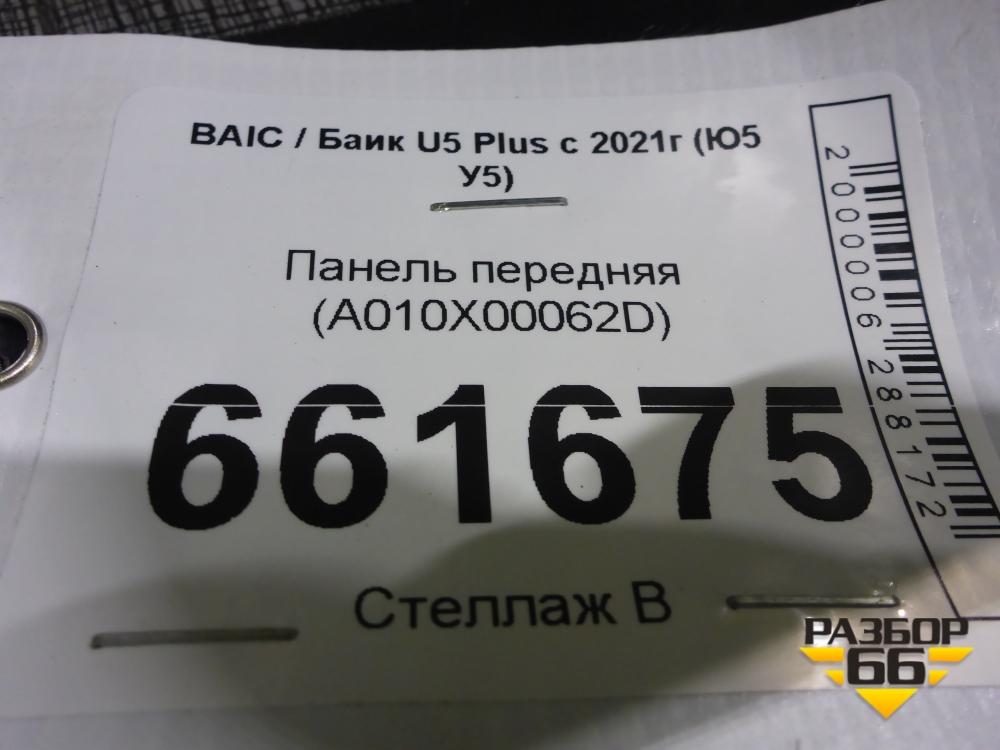 BAIC / Баик U5 Plus с 2021г (Ю5
У5)
Панель передняя
(A010X00062D)
661675
Стеллаж В
2000006288172
РАЗБОР
66